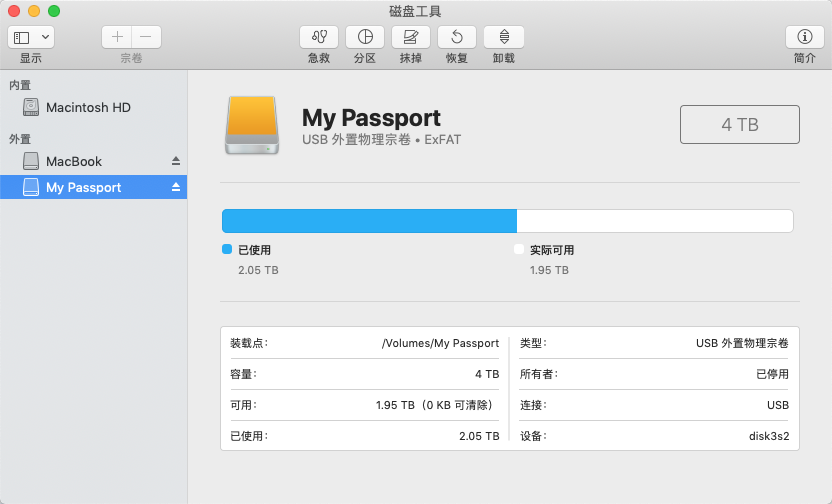 磁盘工具
显示
宗卷
急救
分区
抹掉
恢复
卸载
简介
内置
Macintosh HD
外置
MacBook
My Passport
My Passport
USB 外置物理宗卷 • ExFAT
4 TB
已使用
2.05 TB
实际可用
1.95 TB
装载点： /Volumes/My Passport
类型： USB 外置物理宗卷
容量： 4 TB
所有者： 已停用
可用： 1.95 TB（0 KB 可清除）
连接： USB
已使用： 2.05 TB
设备： disk3s2